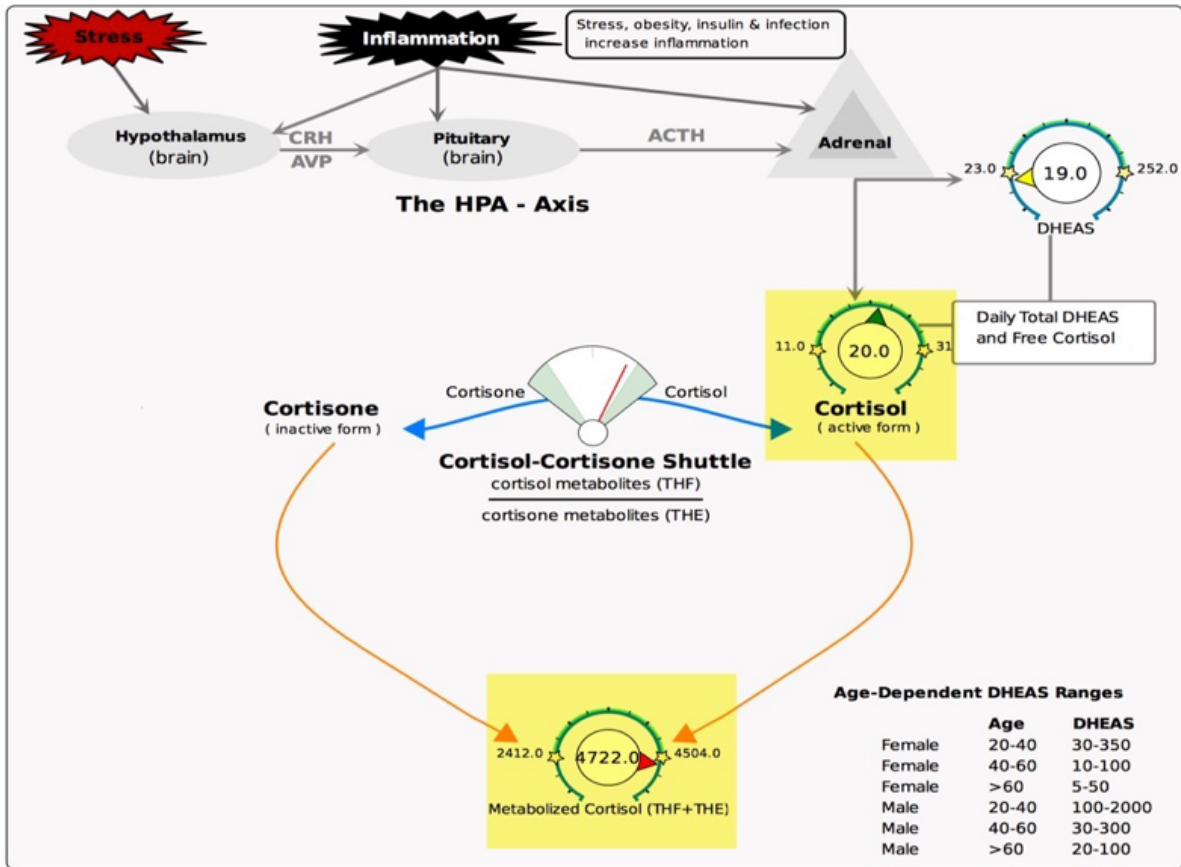 Stress
Inflammation
Stress, obesity, insulin & infection
increase inflammation
Hypothalamus
(brain)
CRH
AVP
Pituitary
(brain)
ACTH
Adrenal
The HPA - Axis
23.0
19.0
252.0
DHEAS
11.0
20.0
31
Daily Total DHEAS
and Free Cortisol
Cortisone
Cortisol
Cortisone
( inactive form )
Cortisol
( active form )
Cortisol-Cortisone Shuttle
cortisol metabolites (THF)
cortisone metabolites (THE)
2412.0
4722.0
4504.0
Metabolized Cortisol (THF+THE)
Age-Dependent DHEAS Ranges
Age DHEAS
Female 20-40 30-350
Female 40-60 10-100
Female >60 5-50
Male 20-40 100-2000
Male 40-60 30-300
Male >60 20-100